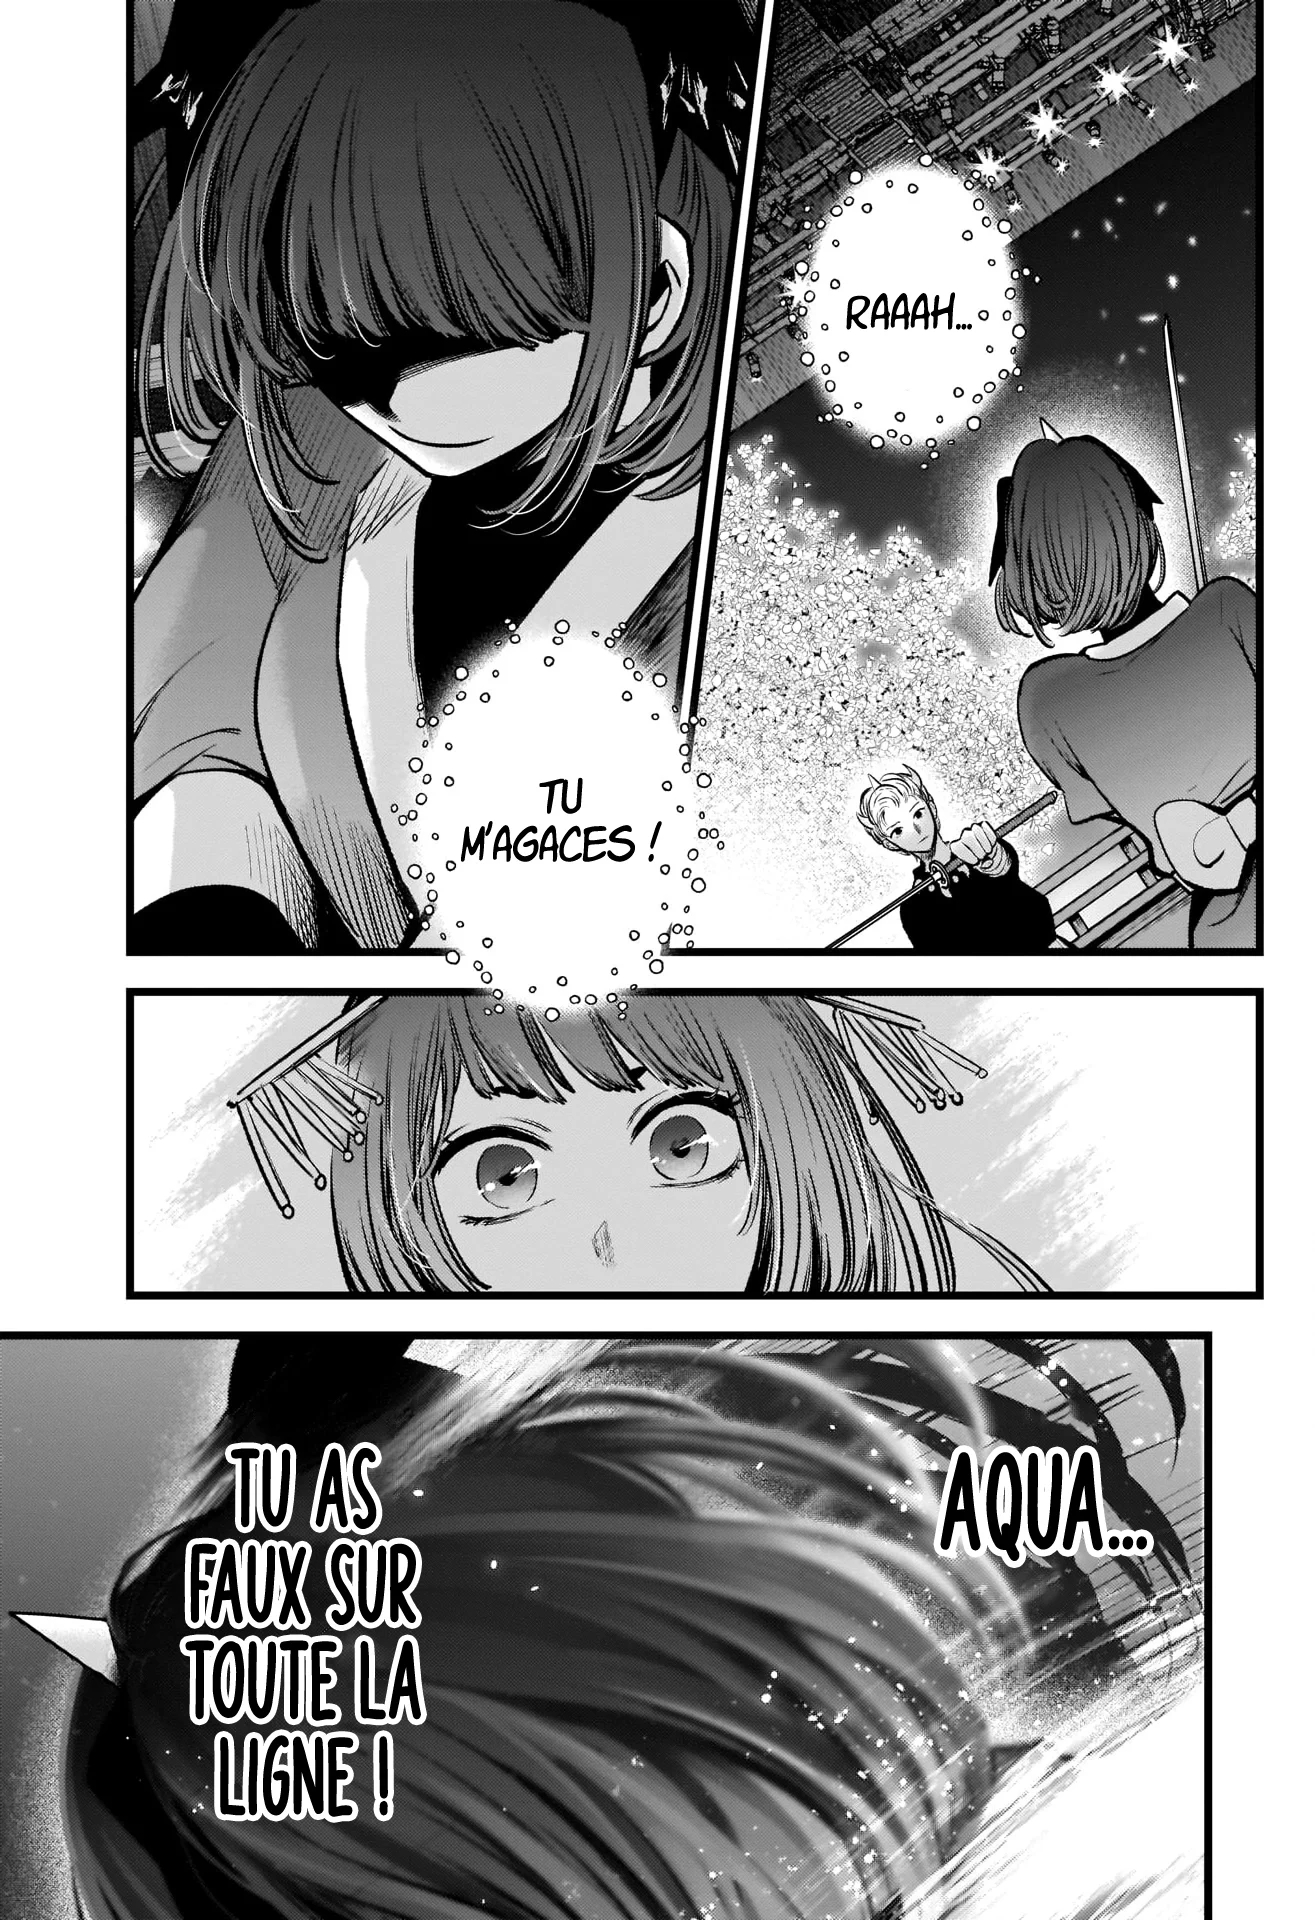 RAAAH...
TU
M'AGACES !
AQUA...
TU AS
FAUX SUR
TOUTE LA
LIGNE !